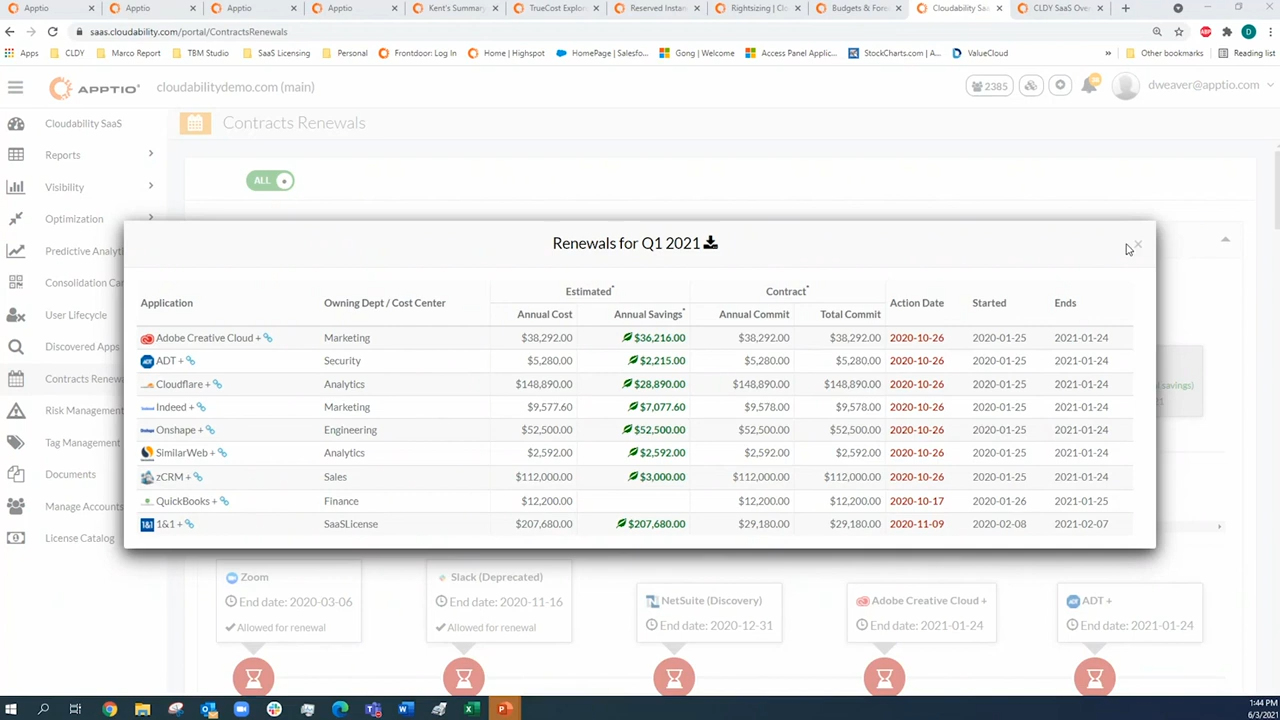 Apptio
Apptio
Apptio
Apptio
Kent's Summary
TrueCost Explor
Reserved Instan
Rightsizing | Clo
Budgets & Fore
Cloudability Saa
CLDY SaaS Over
saas.cloudability.com/portal/ContractsRenewals
Apps
CLDY
Marco Report
TBM Studio
SaaS Licensing
Personal
Frontdoor: Log In
Home | Highspot
HomePage | Salesfo...
Gong | Welcome
Access Panel Applic...
StockCharts.com | A...
ValueCloud
»
Other bookmarks
Reading list
APPTIO
cloudabilitydemo.com (main)
2385
dweaver@apptio.com
Cloudability SaaS
Contracts Renewals
Reports
Visibility
ALL
Optimization
Predictive Analyti
Consolidation Can
User Lifecycle
Discovered Apps
Contracts Renewa
Risk Management
Tag Management
Documents
Manage Accounts
License Catalog
Renewals for Q1 2021
Application Owning Dept / Cost Center Estimated* Contract* Action Date Started Ends
Annual Cost Annual Savings* Annual Commit Total Commit
Adobe Creative Cloud + Marketing $38,292.00 $36,216.00 $38,292.00 $38,292.00 2020-10-26 2020-01-25 2021-01-24
ADT + Security $5,280.00 $2,215.00 $5,280.00 $5,280.00 2020-10-26 2020-01-25 2021-01-24
Cloudflare + Analytics $148,890.00 $28,890.00 $148,890.00 $148,890.00 2020-10-26 2020-01-25 2021-01-24
Indeed + Marketing $9,577.60 $7,077.60 $9,578.00 $9,578.00 2020-10-26 2020-01-25 2021-01-24
Onshape + Engineering $52,500.00 $52,500.00 $52,500.00 $52,500.00 2020-10-26 2020-01-25 2021-01-24
SimilarWeb + Analytics $2,592.00 $2,592.00 $2,592.00 $2,592.00 2020-10-26 2020-01-25 2021-01-24
zCRM + Sales $112,000.00 $3,000.00 $112,000.00 $112,000.00 2020-10-26 2020-01-25 2021-01-24
QuickBooks + Finance $12,200.00 $12,200.00 $12,200.00 2020-10-17 2020-01-26 2021-01-25
1&1 + SaaSLicense $207,680.00 $207,680.00 $29,180.00 $29,180.00 2020-11-09 2020-02-08 2021-02-07
al savings)
Zoom
End date: 2020-03-06
Allowed for renewal
Slack (Deprecated)
End date: 2020-11-16
Allowed for renewal
NetSuite (Discovery)
End date: 2020-12-31
Adobe Creative Cloud +
End date: 2021-01-24
ADT +
End date: 2021-01-24
1:44 PM
6/3/2021